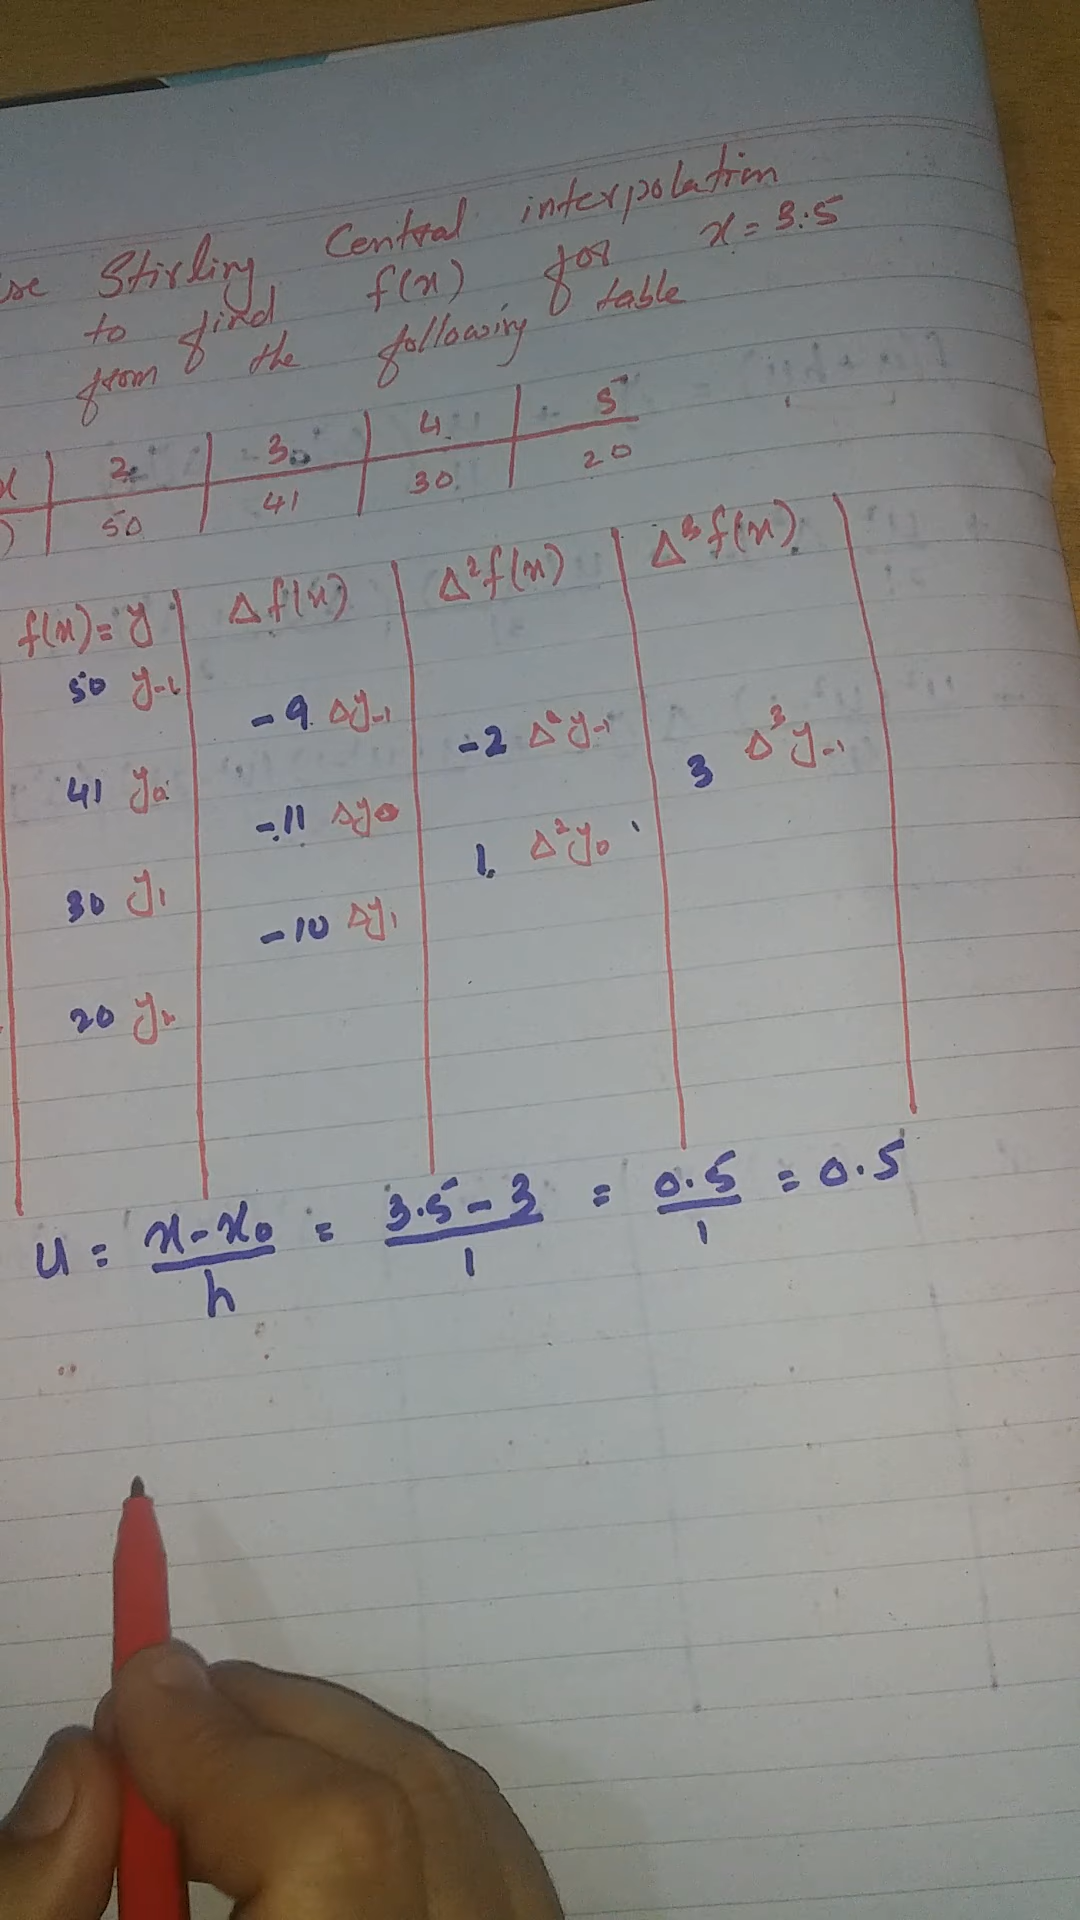 Stirling Central interpolation
to find f(x) for x = 3.5
from the following table
x | 2 | 3 | 4 | 5
50 | 41 | 30 | 20
f(x)=y | Δf(x) | Δ²f(x) | Δ³f(x)
50 y₋₁
-9 Δy₋₁
-2 Δ²y₋₁
3 Δ³y₋₁
41 y₀
-11 Δy₀
1 Δ²y₀
30 y₁
-10 Δy₁
20 y₂
u = (x-x₀)/h = (3.5-3)/1 = 0.5/1 = 0.5